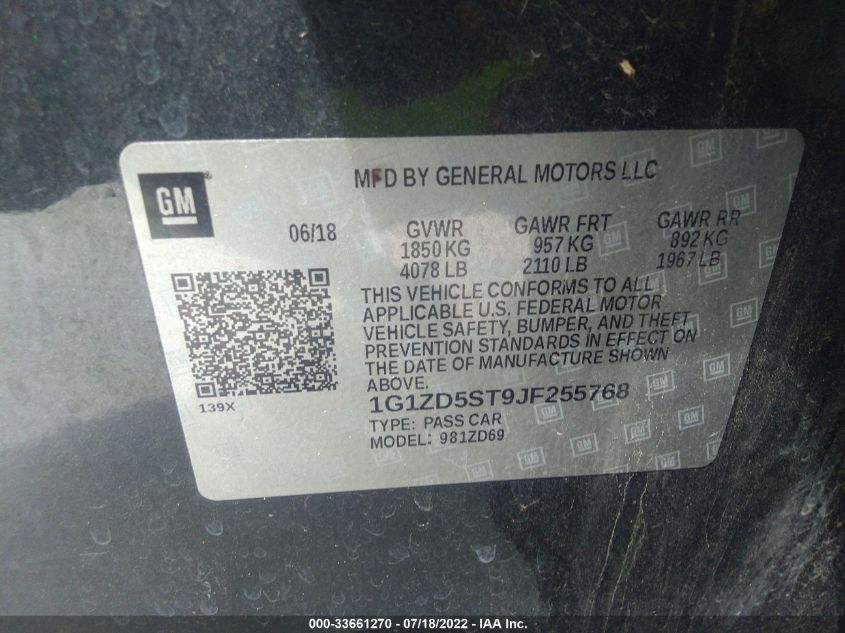 MFD BY GENERAL MOTORS LLC
GM
06/18
GVWR GAWR FRT GAWR RR
1850 KG 957 KG 892 KG
4078 LB 2110 LB 1967 LB
THIS VEHICLE CONFORMS TO ALL
APPLICABLE U.S. FEDERAL MOTOR
VEHICLE SAFETY, BUMPER, AND THEFT
PREVENTION STANDARDS IN EFFECT ON
THE DATE OF MANUFACTURE SHOWN
ABOVE.
139X
1G1ZD5ST9JF255768
TYPE: PASS CAR
MODEL: 981ZD69
000-33661270 - 07/18/2022 - IAA Inc.